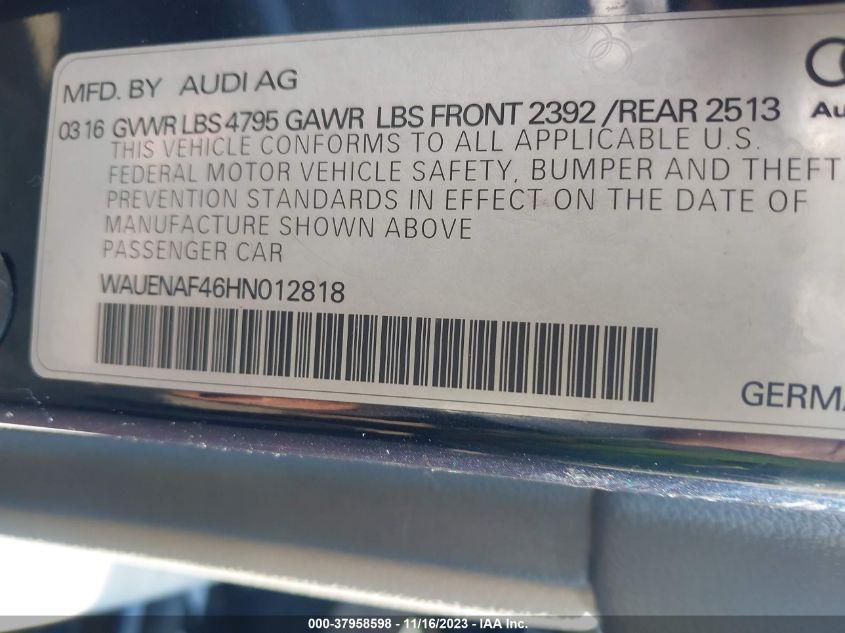 MFD. BY AUDI AG
03 16 GVWR LBS 4795 GAWR LBS FRONT 2392 /REAR 2513
THIS VEHICLE CONFORMS TO ALL APPLICABLE U.S.
FEDERAL MOTOR VEHICLE SAFETY, BUMPER AND THEFT
PREVENTION STANDARDS IN EFFECT ON THE DATE OF
MANUFACTURE SHOWN ABOVE
PASSENGER CAR
WAUENAF46HN012818
000-37958598 - 11/16/2023 - IAA Inc.